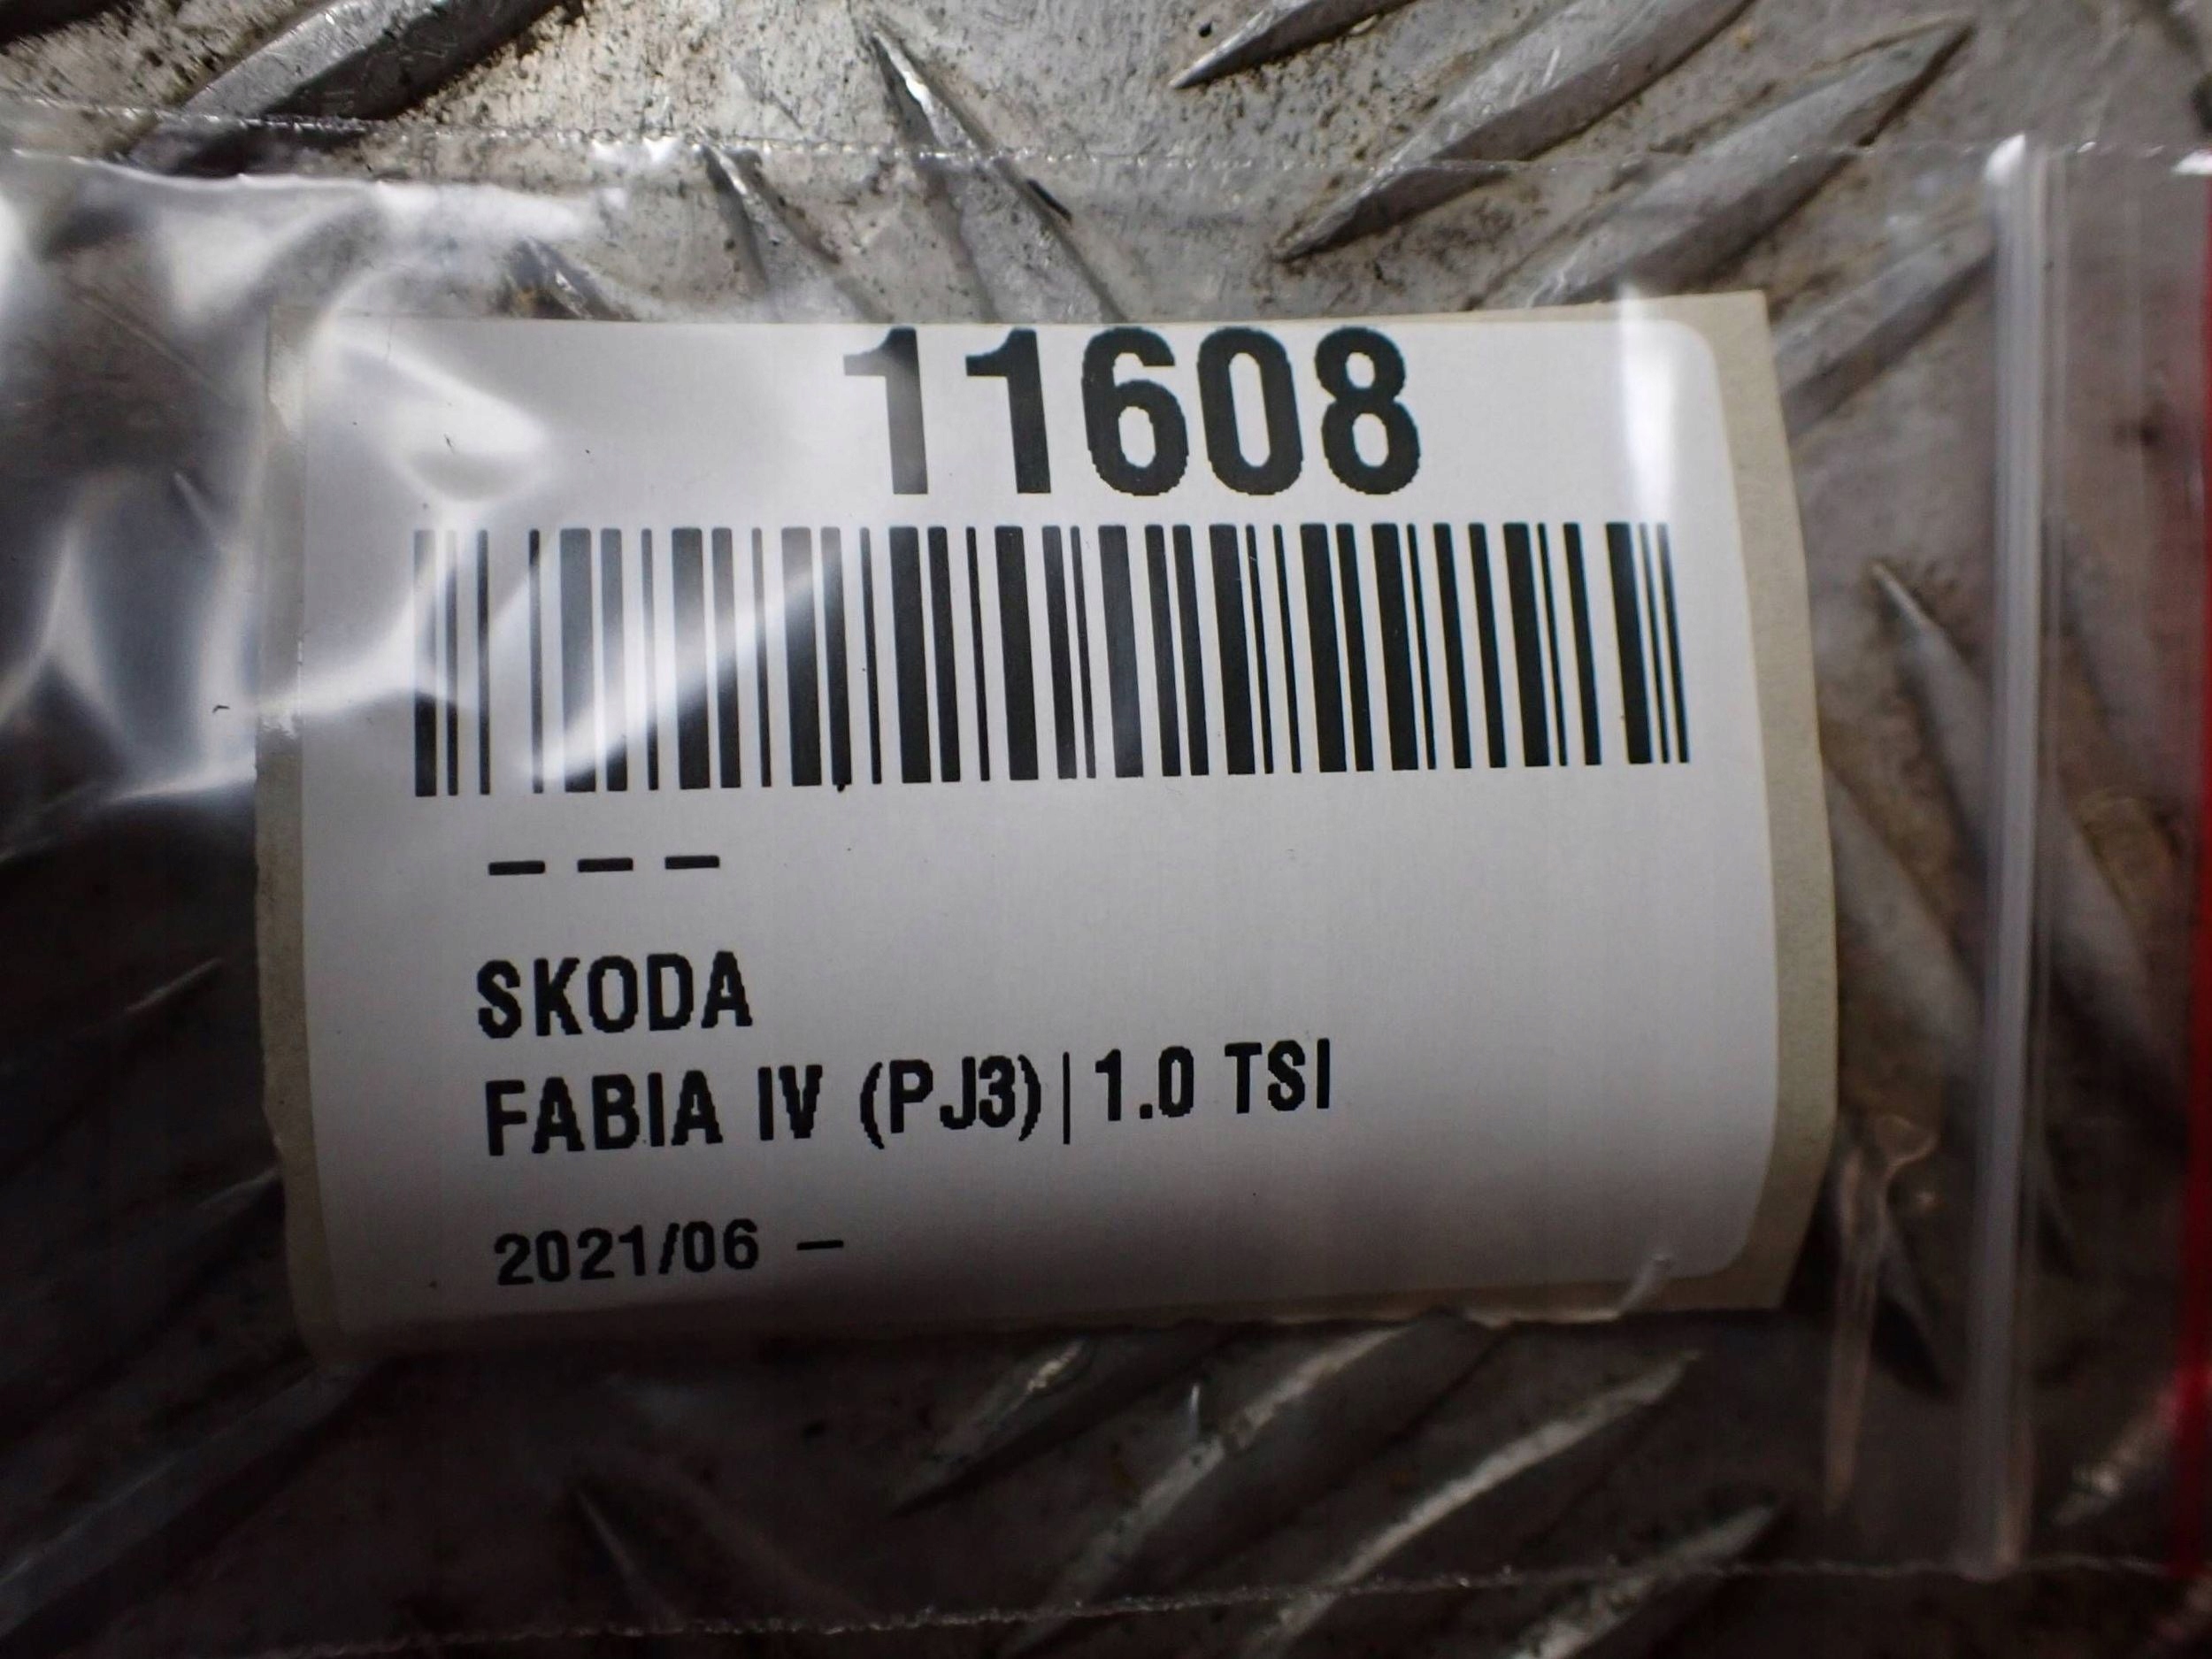 11608
– – –
SKODA
FABIA IV (PJ3)|1.0 TSI
2021/06 –